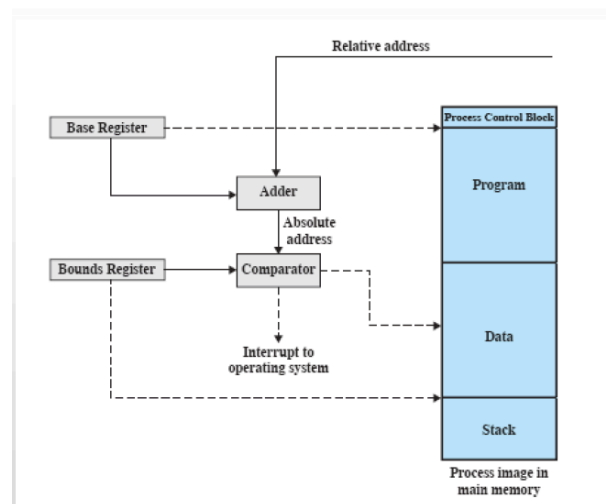 Relative address
Process Control Block
Base Register
Program
Adder
Absolute
address
Bounds Register
Comparator
Data
Interrupt to
operating system
Stack
Process image in
main memory